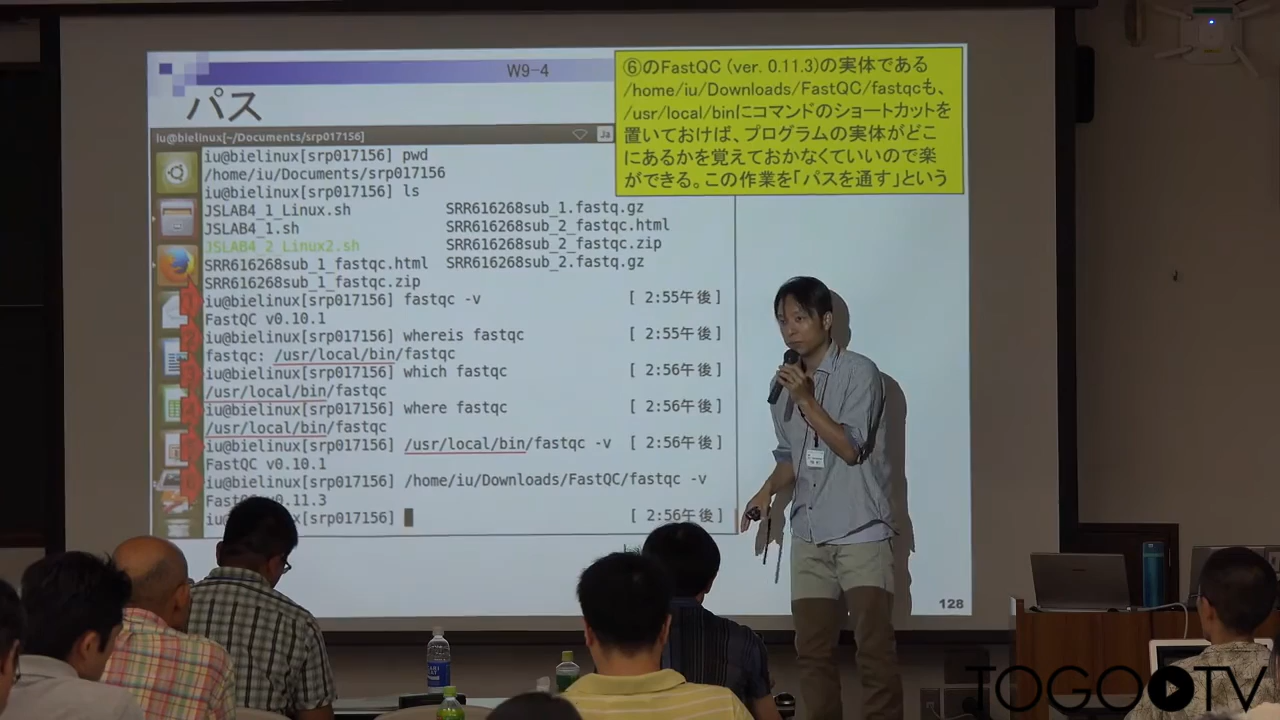 W9-4
パス
⑥のFastQC (ver. 0.11.3)の実体である
/home/iu/Downloads/FastQC/fastqcも、
/usr/local/binにコマンドのショートカットを
置いておけば、プログラムの実体がどこ
にあるかを覚えておかなくていいので楽
ができる。この作業を「パスを通す」という
iu@bielinux[~/Documents/srp017156]
Ja
iu@bielinux[srp017156] pwd
/home/iu/Documents/srp017156
iu@bielinux[srp017156] ls
JSLAB4_1_Linux.sh SRR616268sub_1.fastq.gz
JSLAB4_1.sh SRR616268sub_2_fastqc.html
JSLAB4_2_Linux2.sh SRR616268sub_2_fastqc.zip
SRR616268sub_1_fastqc.html SRR616268sub_2.fastq.gz
SRR616268sub_1_fastqc.zip
iu@bielinux[srp017156] fastqc -v [ 2:55午後]
FastQC v0.10.1
iu@bielinux[srp017156] whereis fastqc [ 2:55午後]
fastqc: /usr/local/bin/fastqc
iu@bielinux[srp017156] which fastqc [ 2:56午後]
/usr/local/bin/fastqc
iu@bielinux[srp017156] where fastqc [ 2:56午後]
/usr/local/bin/fastqc
iu@bielinux[srp017156] /usr/local/bin/fastqc -v [ 2:56午後]
FastQC v0.10.1
iu@bielinux[srp017156] /home/iu/Downloads/FastQC/fastqc -v
FastQC v0.11.3
[srp017156] [ 2:56午後]
128
TOGOTV